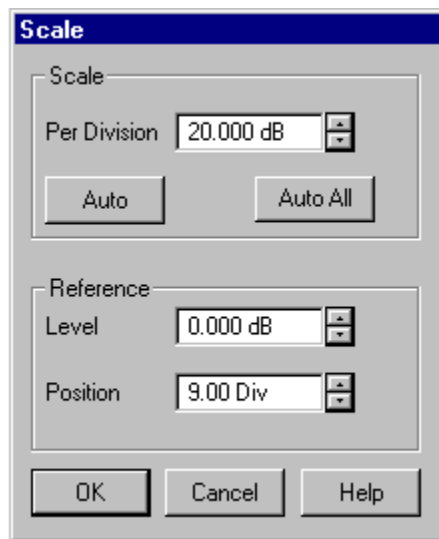 Scale
Scale
Per Division 20.000 dB
Auto Auto All
Reference
Level 0.000 dB
Position 9.00 Div
OK Cancel Help